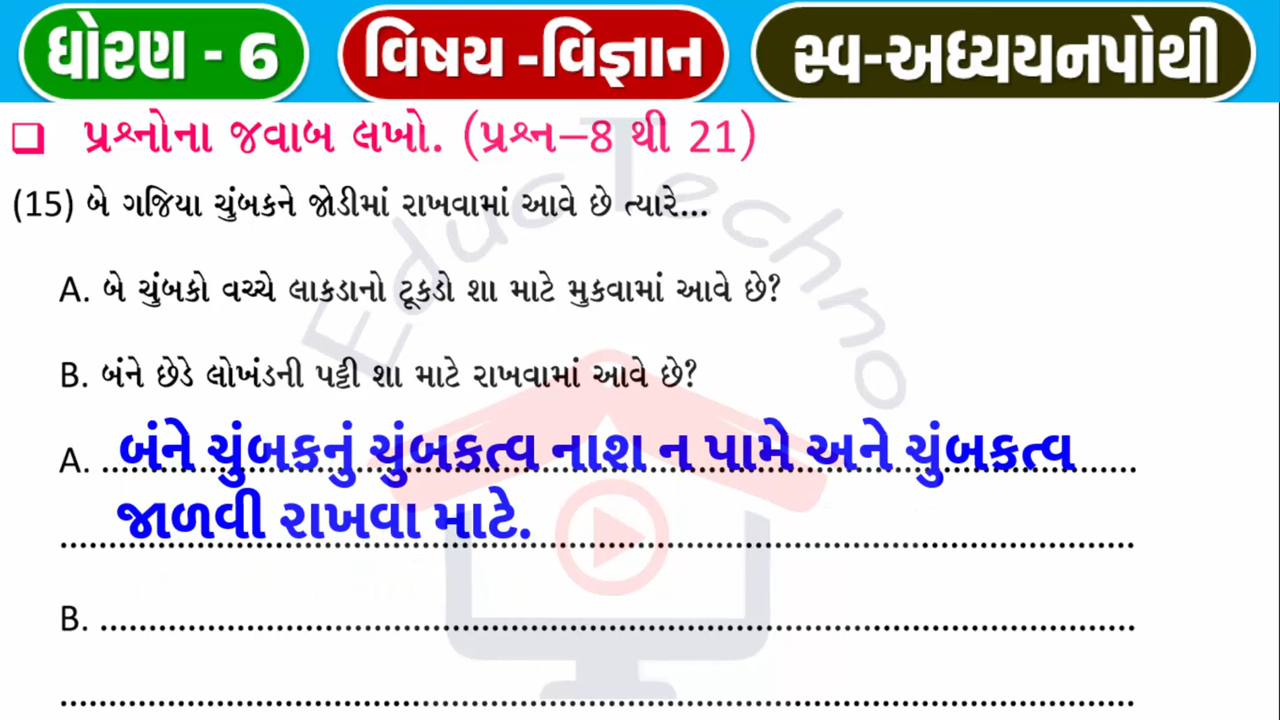 ધોરણ - 6 વિષય -વિજ્ઞાન સ્વ-અધ્યયનપોથી
❑ પ્રશ્નોના જવાબ લખો. (પ્રશ્ન–8 થી 21)
(15) બે ગજિયા ચુંબકને જોડીમાં રાખવામાં આવે છે ત્યારે...
A. બે ચુંબકો વચ્ચે લાકડાનો ટૂકડો શા માટે મુકવામાં આવે છે?
B. બંને છેડે લોખંડની પટ્ટી શા માટે રાખવામાં આવે છે?
A. બંને ચુંબકનું ચુંબકત્વ નાશ ન પામે અને ચુંબકત્વ
જાળવી રાખવા માટે.
B. ....................................................................................................
....................................................................................................
EducTechno